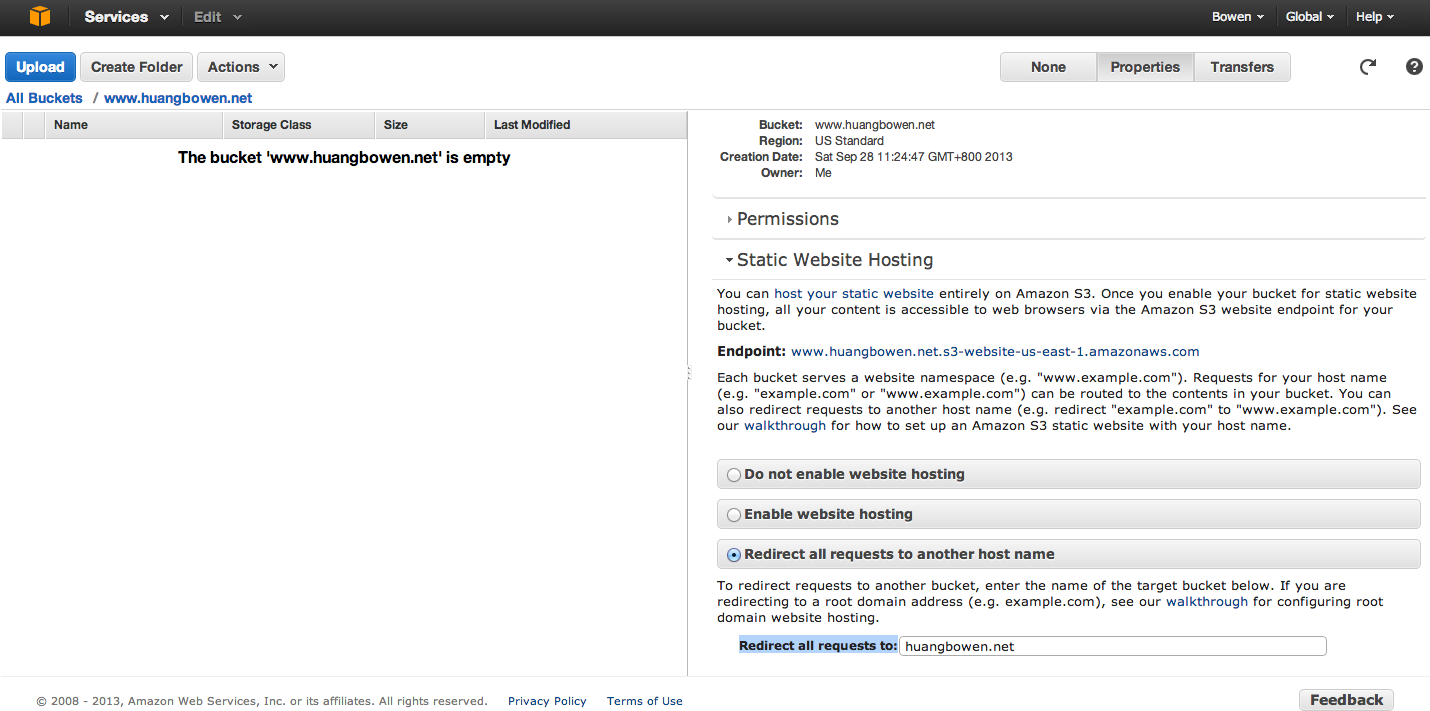 Services Edit Bowen Global Help
Upload Create Folder Actions None Properties Transfers
All Buckets / www.huangbowen.net
Name Storage Class Size Last Modified
The bucket 'www.huangbowen.net' is empty
Bucket: www.huangbowen.net
Region: US Standard
Creation Date: Sat Sep 28 11:24:47 GMT+800 2013
Owner: Me
Permissions
Static Website Hosting
You can host your static website entirely on Amazon S3. Once you enable your bucket for static website
hosting, all your content is accessible to web browsers via the Amazon S3 website endpoint for your
bucket.
Endpoint: www.huangbowen.net.s3-website-us-east-1.amazonaws.com
Each bucket serves a website namespace (e.g. "www.example.com"). Requests for your host name
(e.g. "example.com" or "www.example.com") can be routed to the contents in your bucket. You can
also redirect requests to another host name (e.g. redirect "example.com" to "www.example.com"). See
our walkthrough for how to set up an Amazon S3 static website with your host name.
Do not enable website hosting
Enable website hosting
Redirect all requests to another host name
To redirect requests to another bucket, enter the name of the target bucket below. If you are
redirecting to a root domain address (e.g. example.com), see our walkthrough for configuring root
domain website hosting.
Redirect all requests to: huangbowen.net
© 2008 - 2013, Amazon Web Services, Inc. or its affiliates. All rights reserved. Privacy Policy Terms of Use Feedback